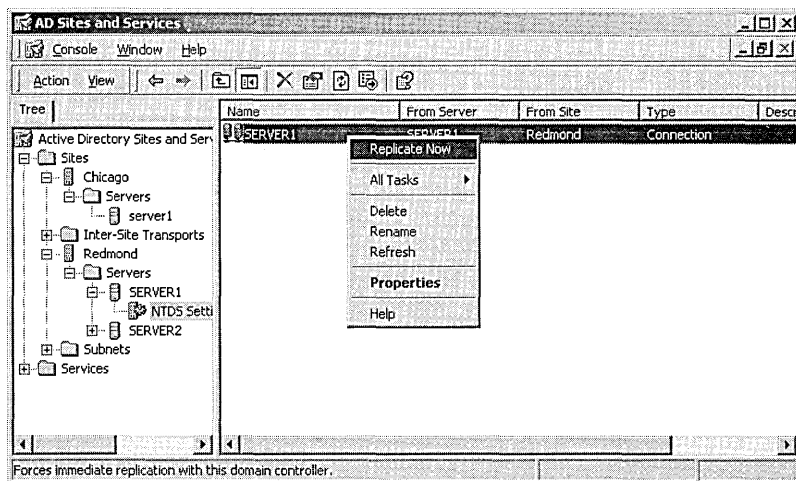 AD Sites and Services
Console Window Help
Action View
Tree
Name From Server From Site Type Descr
Active Directory Sites and Serv
SERVER1 SERVER1 Redmond Connection
Sites
Chicago
Servers
server1
Inter-Site Transports
Redmond
Servers
SERVER1
NTDS Setti
SERVER2
Subnets
Services
Replicate Now
All Tasks
Delete
Rename
Refresh
Properties
Help
Forces immediate replication with this domain controller.